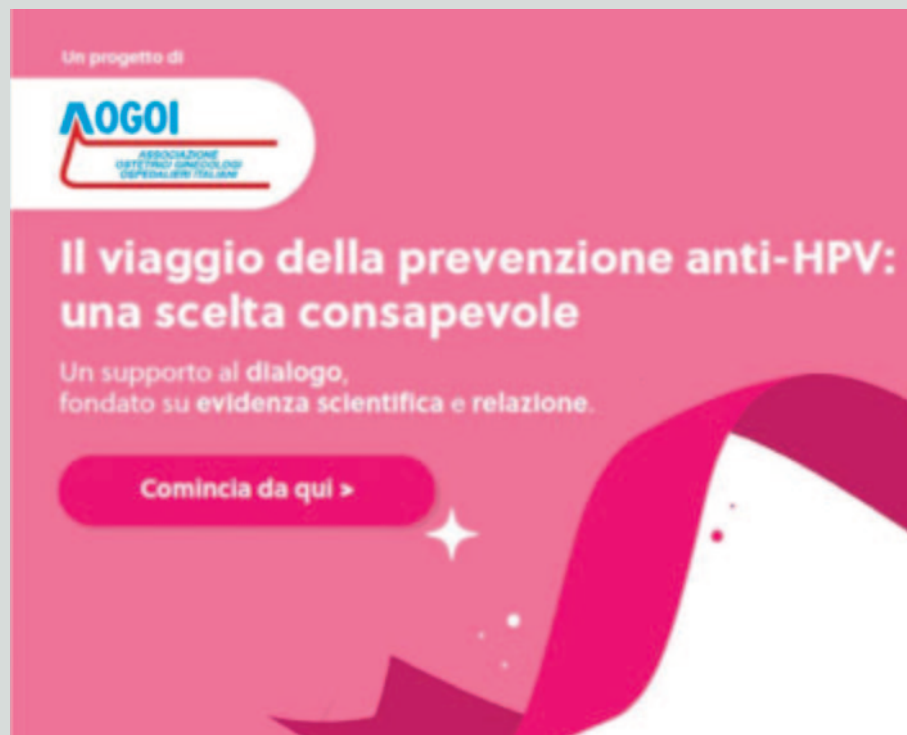 Un progetto di
AOGOI
ASSOCIAZIONE
OSTETRICI GINECOLOGI
OSPEDALIERI ITALIANI
Il viaggio della prevenzione anti-HPV:
una scelta consapevole
Un supporto al dialogo,
fondato su evidenza scientifica e relazione.
Comincia da qui >